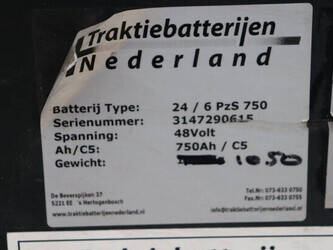 Traktiebatterijen
Nederland
Batterij Type: 24 / 6 PzS 750
Serienummer: 3147290615
Spanning: 48Volt
Ah/C5: 750Ah / C5
Gewicht: 1050
De Beverspijken 37
5221 EE 's Hertogenbosch
info@traktiebatterijennederland.nl
Tel.Nr: 073-633 0750
Fax.Nr: 073-633 0755
www.traktiebatterijennederland.nl